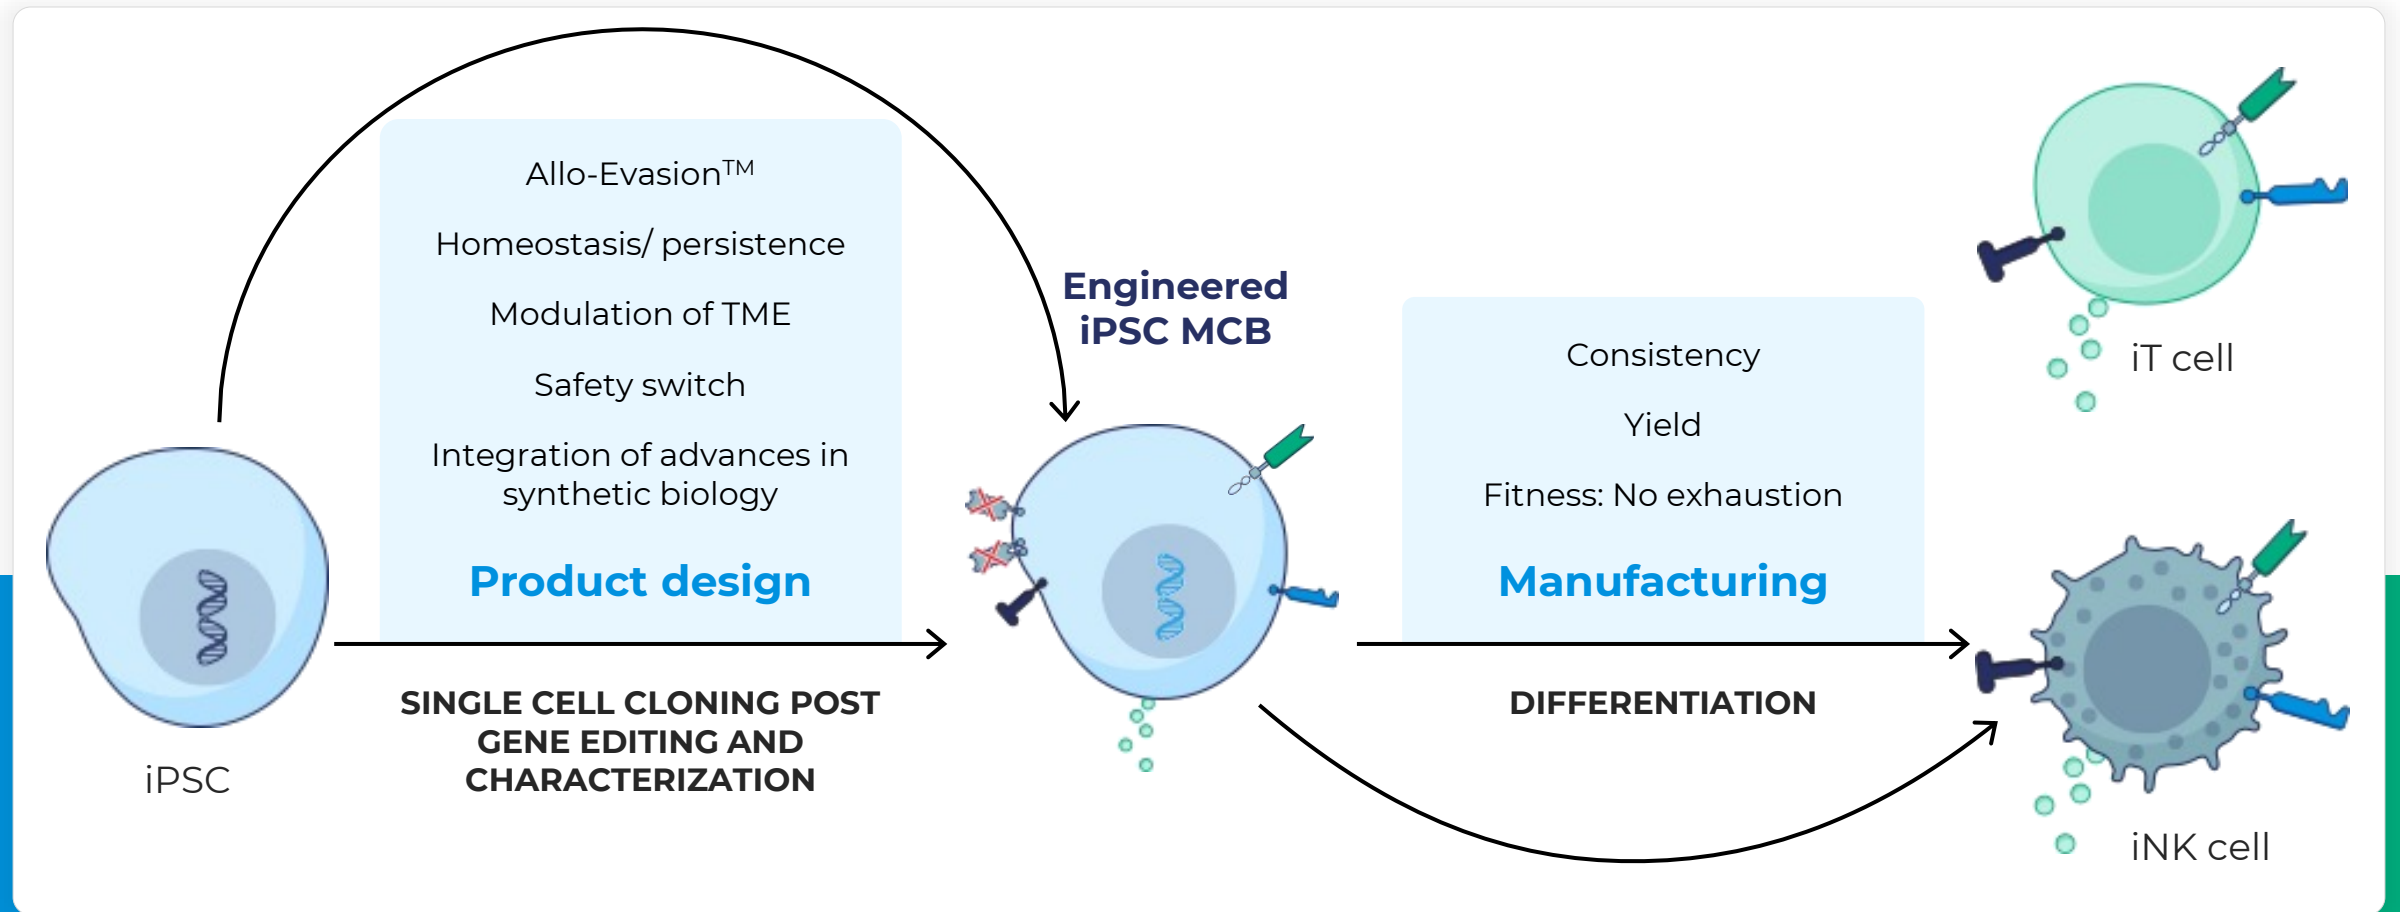 Allo-Evasion™
Homeostasis/ persistence
Modulation of TME
Safety switch
Integration of advances in
synthetic biology
Product design
SINGLE CELL CLONING POST
GENE EDITING AND
CHARACTERIZATION
iPSC
Engineered
iPSC MCB
Consistency
Yield
Fitness: No exhaustion
Manufacturing
DIFFERENTIATION
iT cell
iNK cell